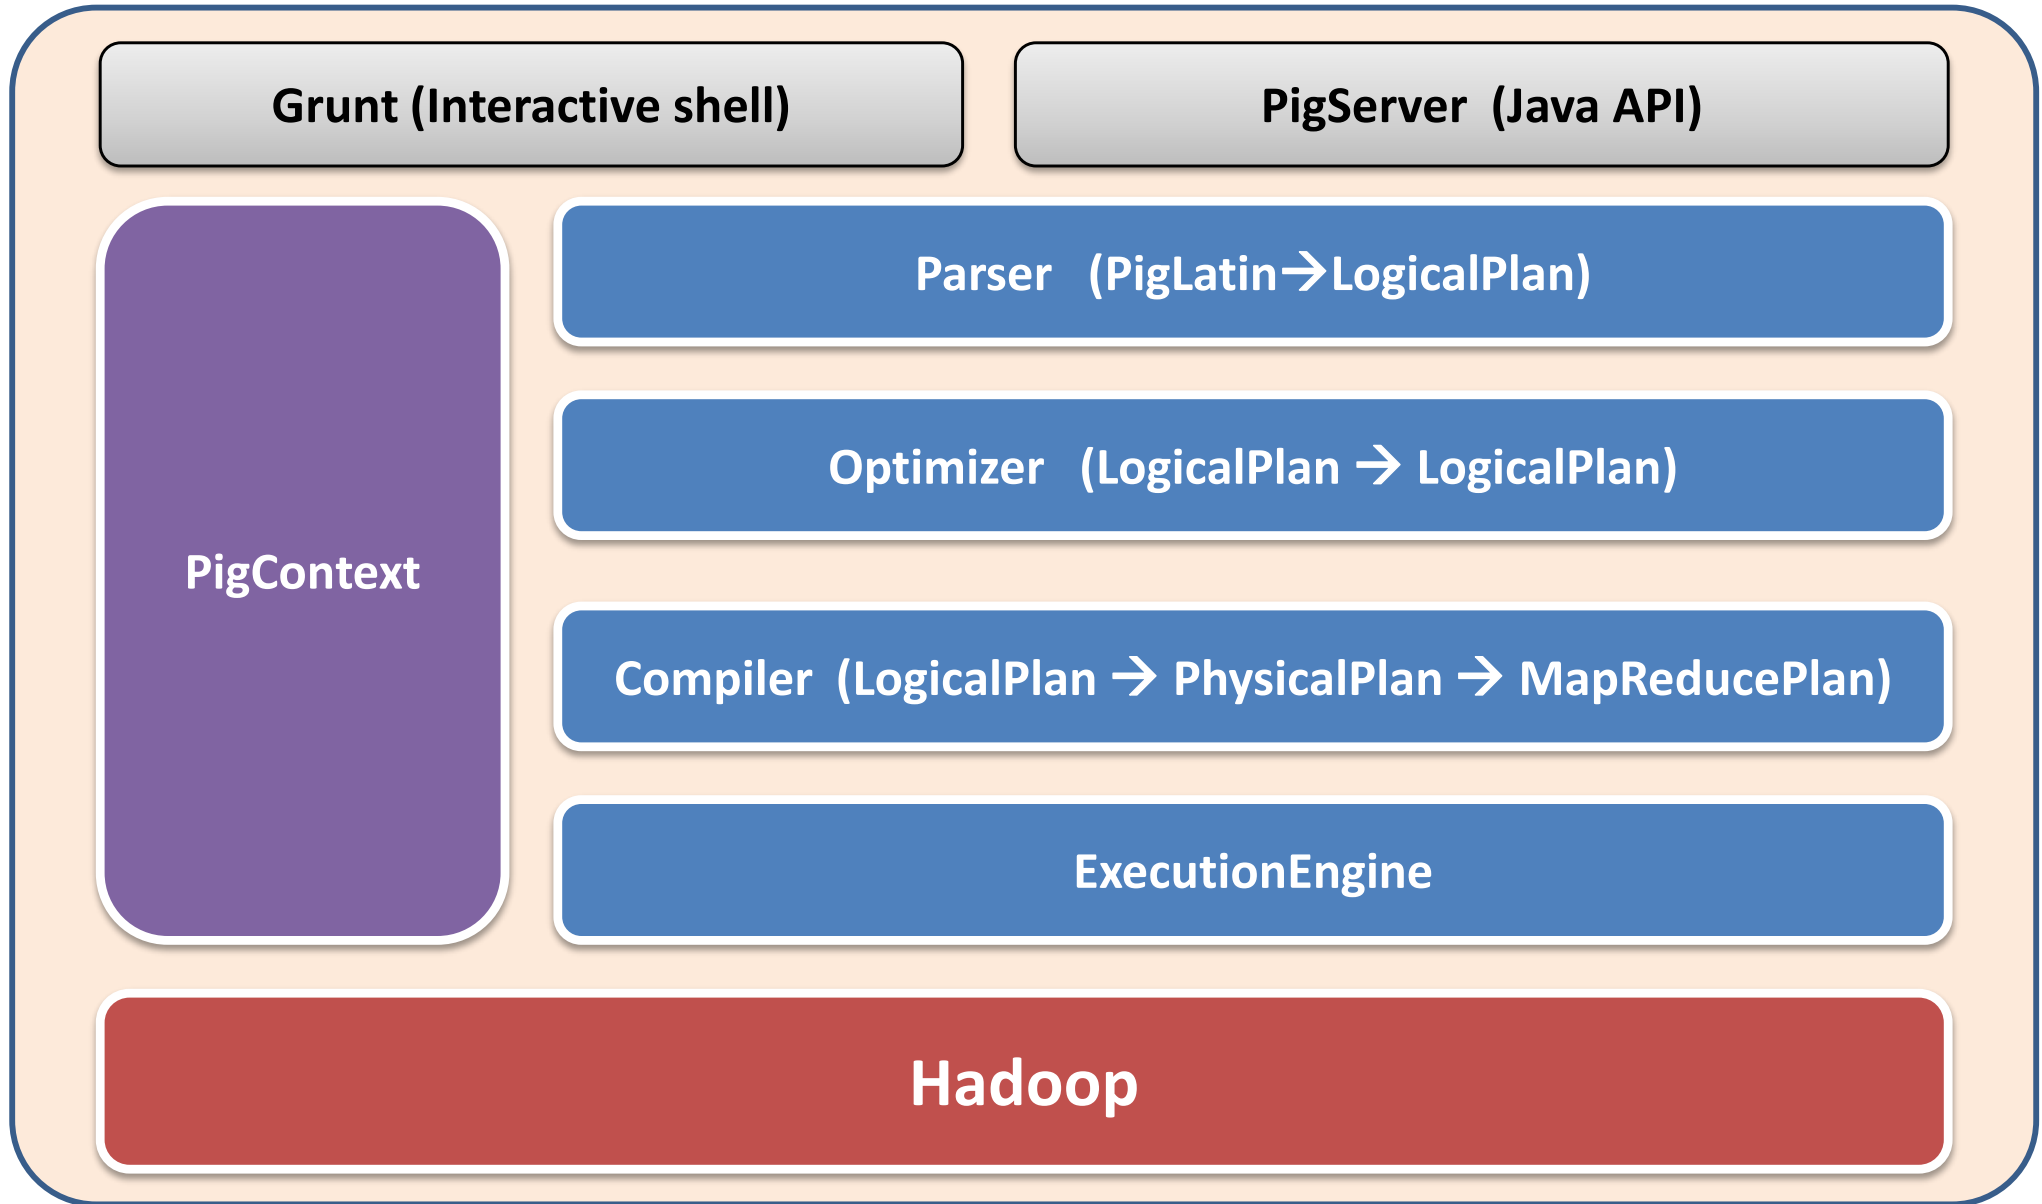 Grunt (Interactive shell)
PigServer (Java API)
PigContext
Parser (PigLatin→LogicalPlan)
Optimizer (LogicalPlan → LogicalPlan)
Compiler (LogicalPlan → PhysicalPlan → MapReducePlan)
ExecutionEngine
Hadoop